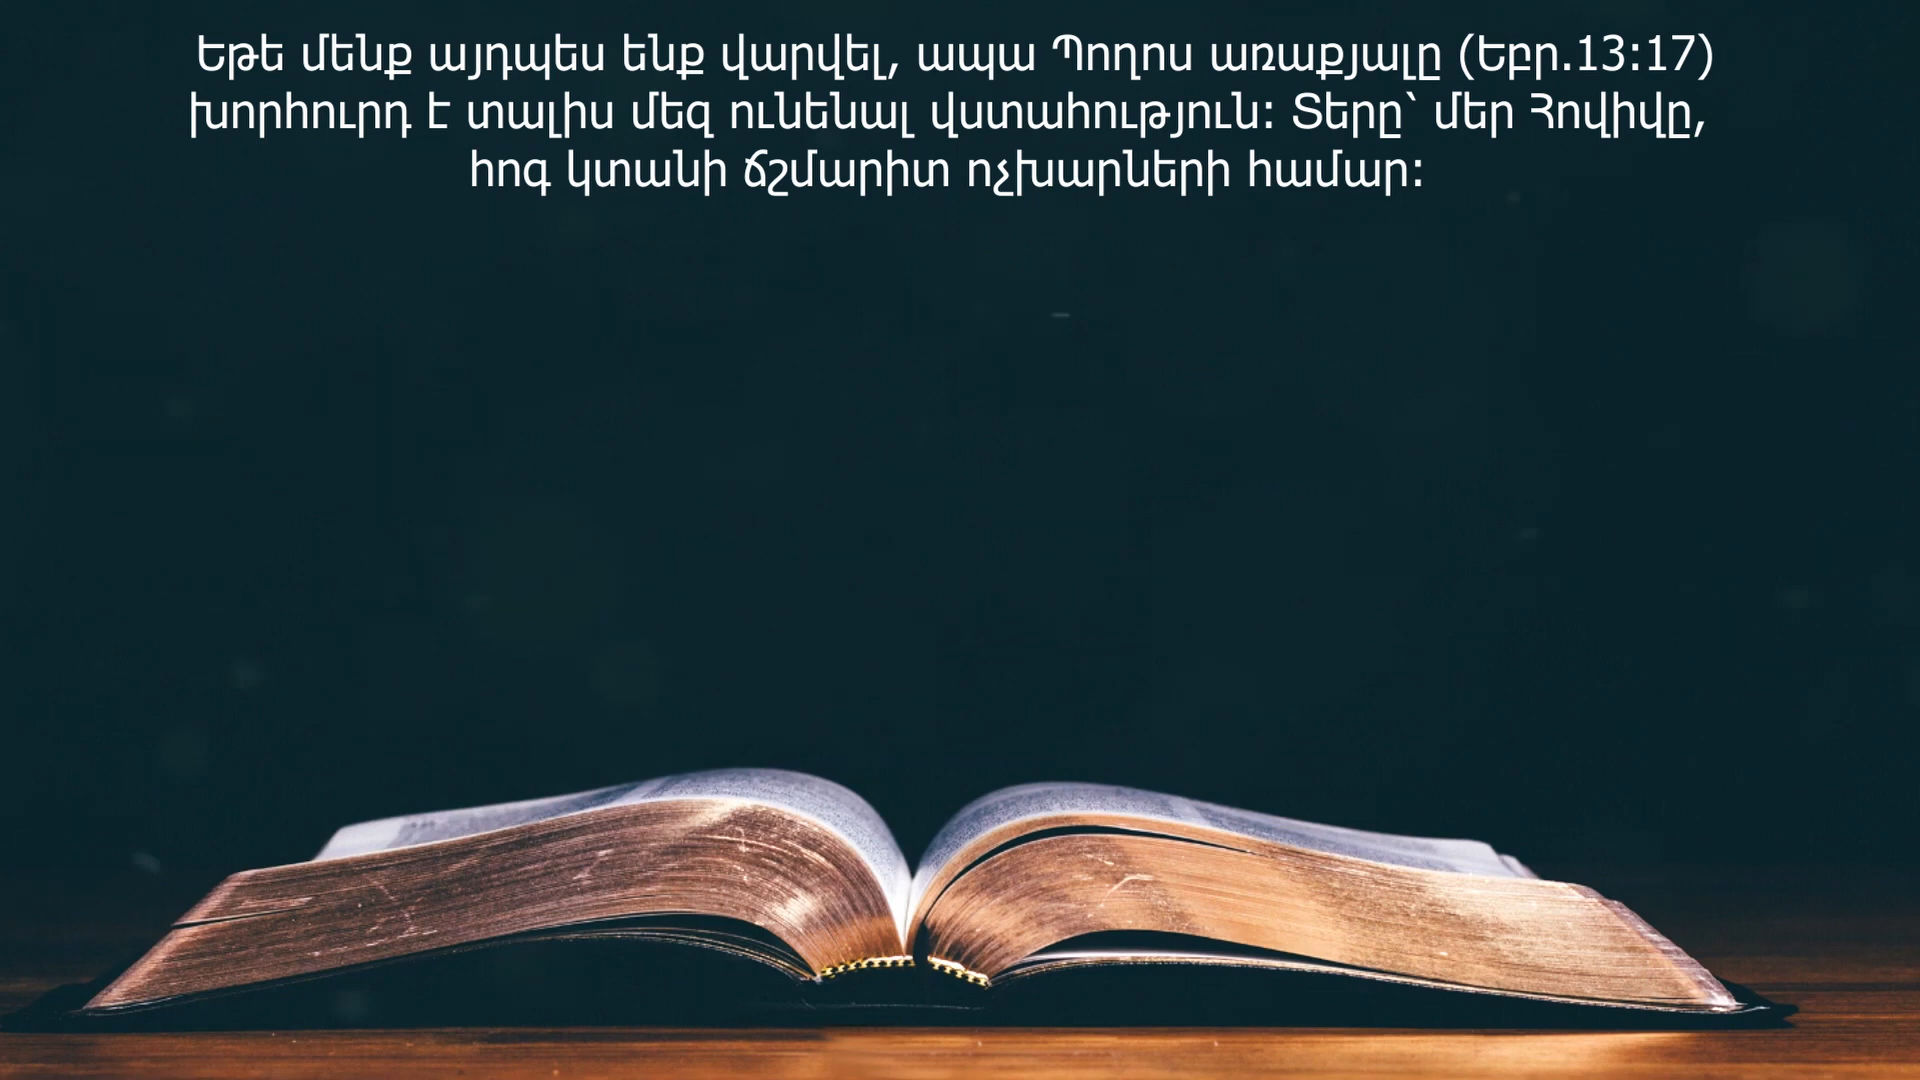 Եթե մենք այդպես ենք վարվել, ապա Պողոս առաքյալը (Եբր.13:17)
խորհուրդ է տալիս մեզ ունենալ վստահություն: Տերը՝ մեր Հովիվը,
հոգ կտանի ճշմարիտ ոչխարների համար: